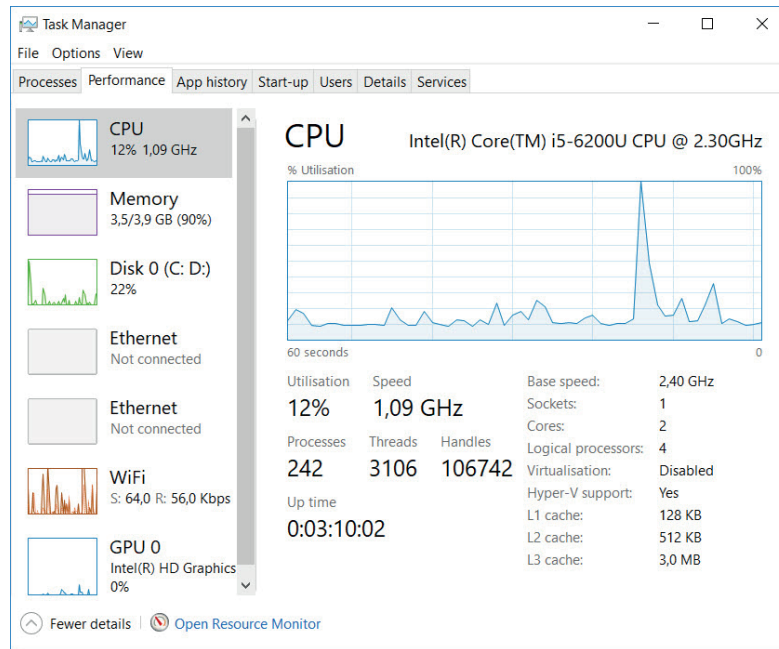 Task Manager
File Options View
Processes Performance App history Start-up Users Details Services
CPU
12% 1,09 GHz
Memory
3,5/3,9 GB (90%)
Disk 0 (C: D:)
22%
Ethernet
Not connected
Ethernet
Not connected
WiFi
S: 64,0 R: 56,0 Kbps
GPU 0
Intel(R) HD Graphics
0%
CPU Intel(R) Core(TM) i5-6200U CPU @ 2.30GHz
% Utilisation 100%
60 seconds 0
Utilisation Speed
12% 1,09 GHz
Processes Threads Handles
242 3106 106742
Up time
0:03:10:02
Base speed: 2,40 GHz
Sockets: 1
Cores: 2
Logical processors: 4
Virtualisation: Disabled
Hyper-V support: Yes
L1 cache: 128 KB
L2 cache: 512 KB
L3 cache: 3,0 MB
Fewer details Open Resource Monitor